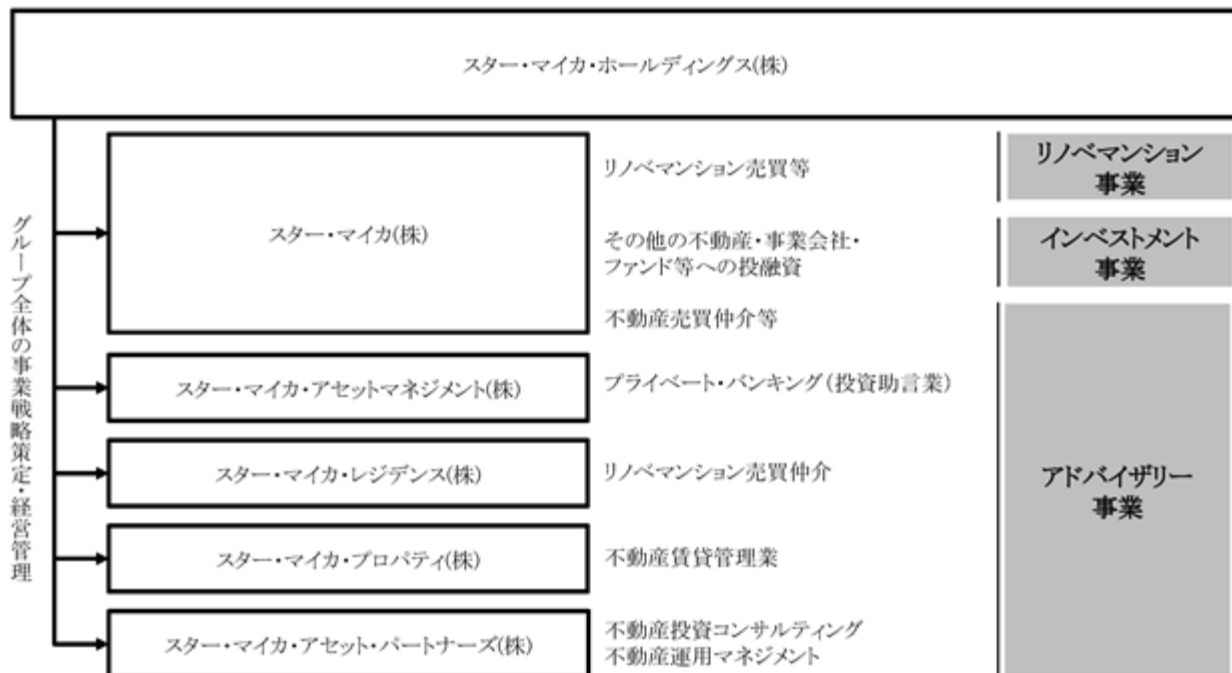 スター・マイカ・ホールディングス(株)
グループ全体の事業戦略策定・経営管理
スター・マイカ(株)
リノベマンション売買等
リノベマンション
事業
その他の不動産・事業会社・
ファンド等への投融資
インベストメント
事業
不動産売買仲介等
スター・マイカ・アセットマネジメント(株)
プライベート・バンキング(投資助言業)
スター・マイカ・レジデンス(株)
リノベマンション売買仲介
アドバイザリー
事業
スター・マイカ・プロパティ(株)
不動産賃貸管理業
スター・マイカ・アセット・パートナーズ(株)
不動産投資コンサルティング
不動産運用マネジメント